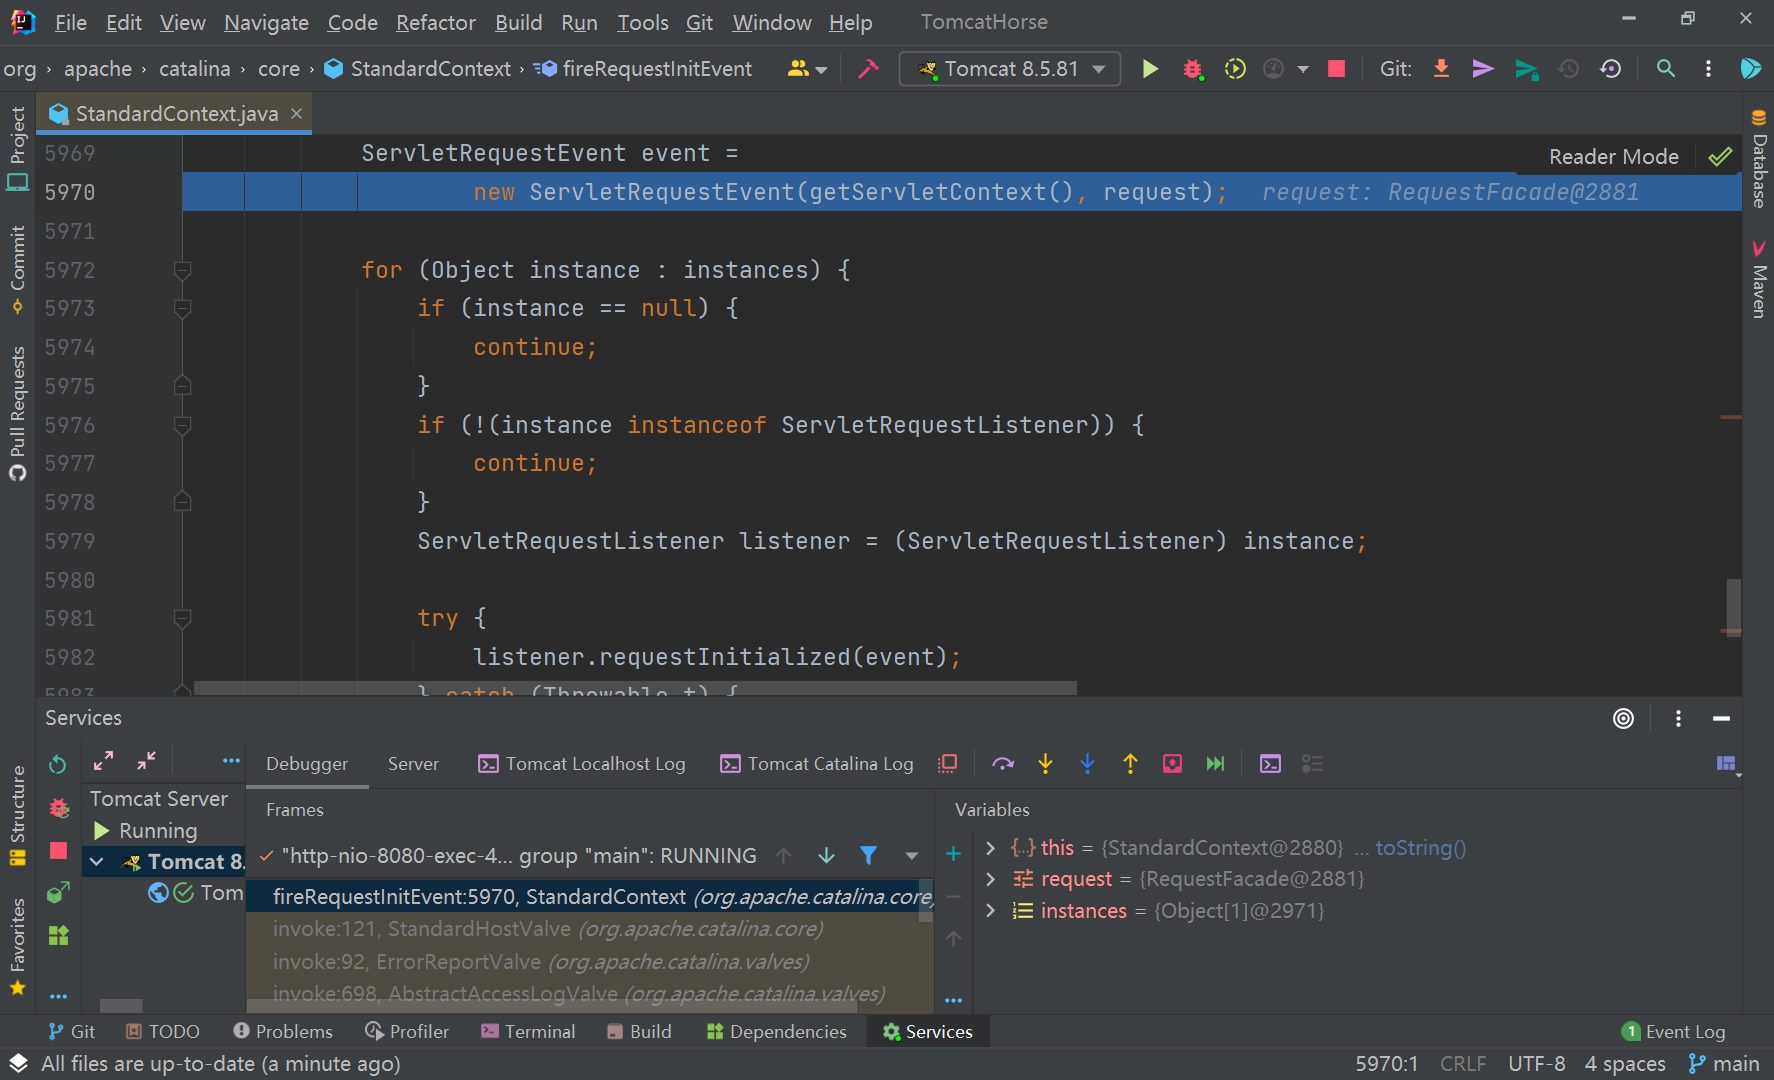 File Edit View Navigate Code Refactor Build Run Tools Git Window Help TomcatHorse
org › apache › catalina › core › StandardContext › fireRequestInitEvent Tomcat 8.5.81 Git:
StandardContext.java
Reader Mode
5969 ServletRequestEvent event =
5970 new ServletRequestEvent(getServletContext(), request); request: RequestFacade@2881
5971
5972 for (Object instance : instances) {
5973 if (instance == null) {
5974 continue;
5975 }
5976 if (!(instance instanceof ServletRequestListener)) {
5977 continue;
5978 }
5979 ServletRequestListener listener = (ServletRequestListener) instance;
5980
5981 try {
5982 listener.requestInitialized(event);
5983 } catch (Throwable t) {
Project
Commit
Pull Requests
Structure
Favorites
Database
Maven
Services
Debugger Server Tomcat Localhost Log Tomcat Catalina Log
Tomcat Server
Running
Tomcat 8.
Tom
Frames
"http-nio-8080-exec-4... group "main": RUNNING
fireRequestInitEvent:5970, StandardContext (org.apache.catalina.core)
invoke:121, StandardHostValve (org.apache.catalina.core)
invoke:92, ErrorReportValve (org.apache.catalina.valves)
invoke:698, AbstractAccessLogValve (org.apache.catalina.valves)
Variables
this = {StandardContext@2880} ... toString()
request = {RequestFacade@2881}
instances = {Object[1]@2971}
Git TODO Problems Profiler Terminal Build Dependencies Services 1 Event Log
All files are up-to-date (a minute ago) 5970:1 CRLF UTF-8 4 spaces main